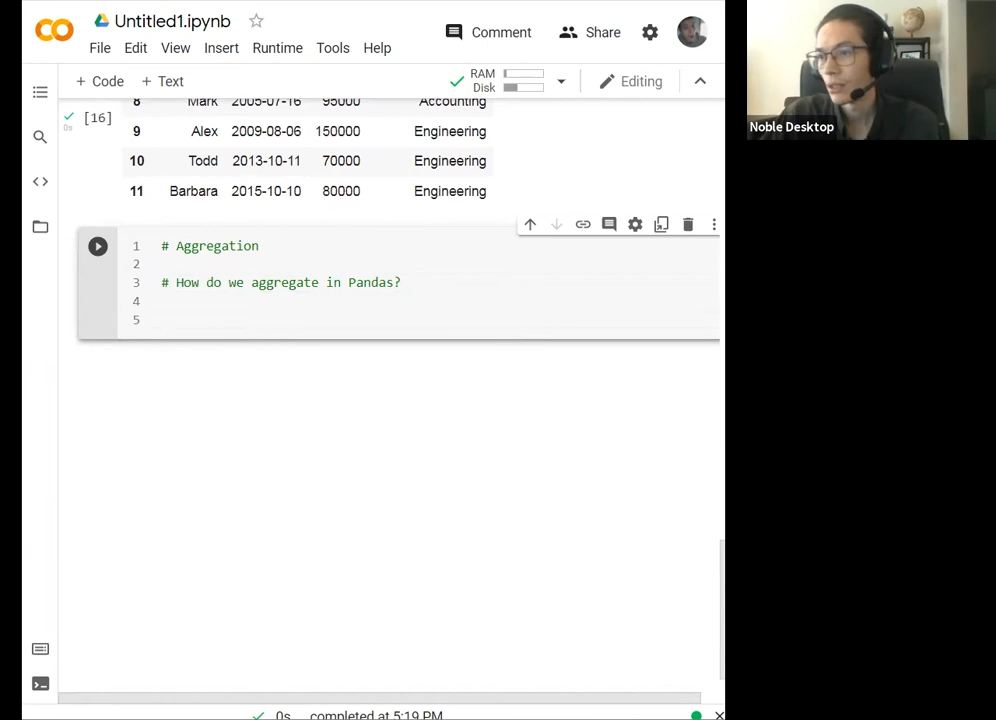 Untitled1.ipynb
File Edit View Insert Runtime Tools Help
Comment
Share
+ Code + Text
RAM
Disk
Editing
[16]
0s
8 Mark 2005-07-16 95000 Accounting
9 Alex 2009-08-06 150000 Engineering
10 Todd 2013-10-11 70000 Engineering
11 Barbara 2015-10-10 80000 Engineering
1 # Aggregation
2
3 # How do we aggregate in Pandas?
4
5
0s completed at 5:19 PM
Noble Desktop